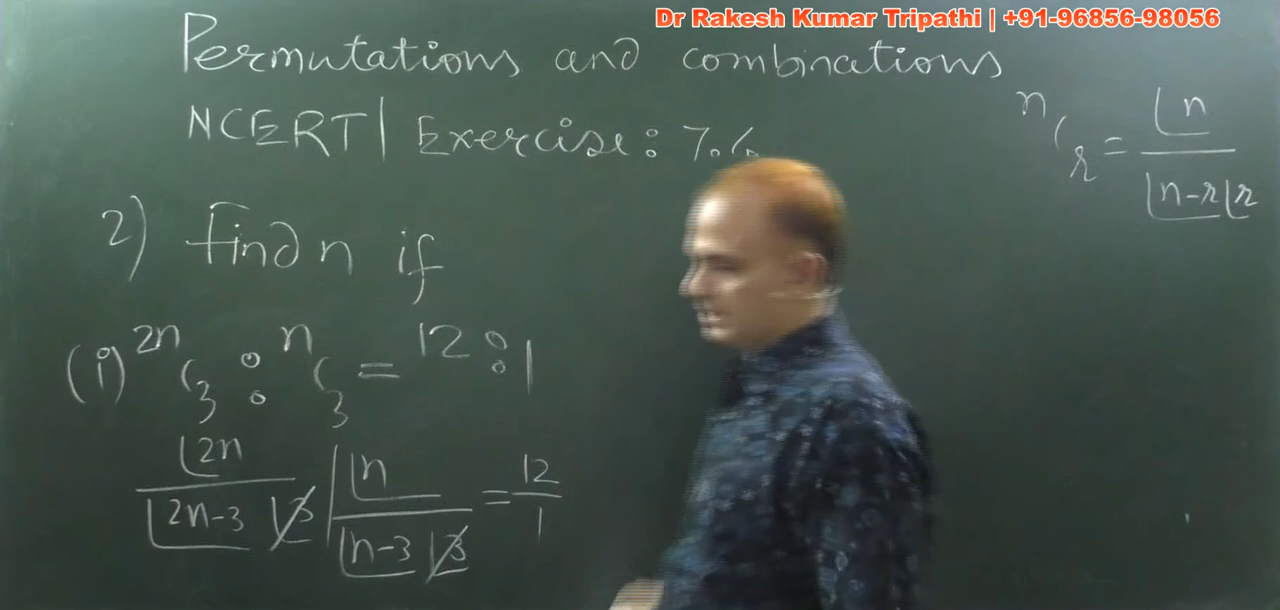 Dr Rakesh Kumar Tripathi | +91-96856-98056
Permutations and combinations
NCERT| Exercise: 7.
ⁿC_r = ⌊n / ⌊n-r ⌊r
2) Find n if
(i) ²ⁿC₃ : ⁿC₃ = 12 : 1
⌊2n / ⌊2n-3 ⌊3 / ⌊n / ⌊n-3 ⌊3 = 12 / 1